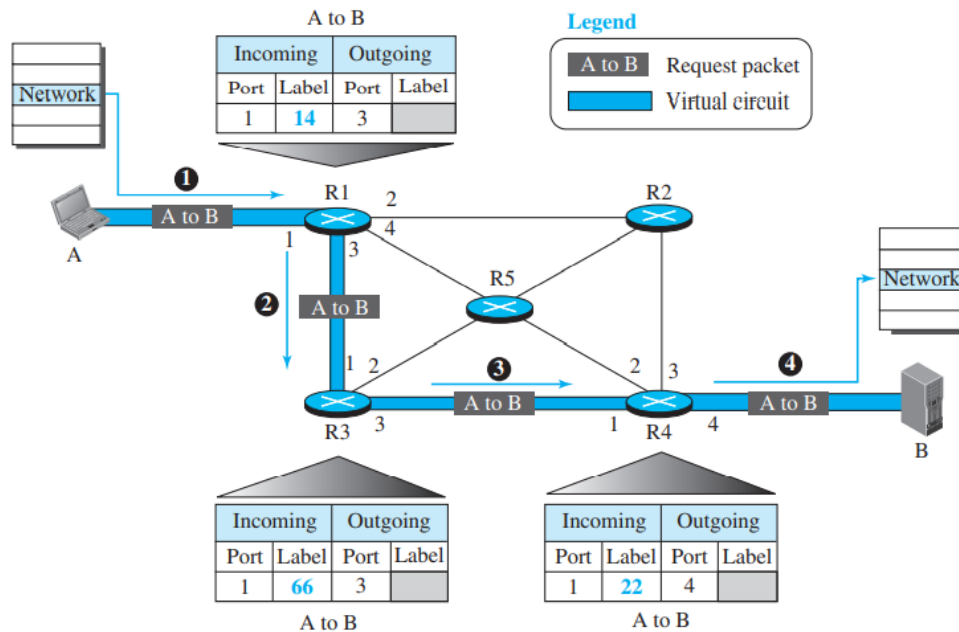 A to B
Incoming Outgoing
Port Label Port Label
1 14 3
Legend
A to B Request packet
Virtual circuit
Network
1
A to B
A
1
R1
2
4
3
R2
Network
2
A to B
R5
1
2
3
A to B
R3
3
2
3
1
R4
4
4
A to B
B
Incoming Outgoing
Port Label Port Label
1 66 3
A to B
Incoming Outgoing
Port Label Port Label
1 22 4
A to B